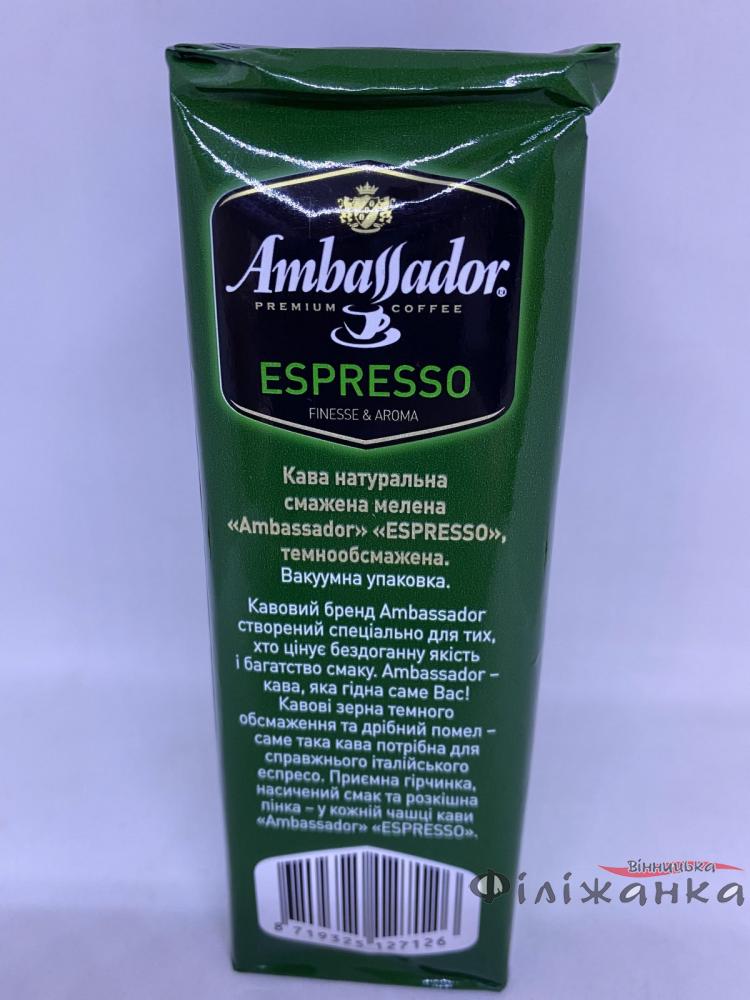 Ambassador
PREMIUM COFFEE
ESPRESSO
FINESSE & AROMA
Кава натуральна
смажена мелена
«Ambassador» «ESPRESSO»,
темнообсмажена.
Вакуумна упаковка.
Кавовий бренд Ambassador
створений спеціально для тих,
хто цінує бездоганну якість
і багатство смаку. Ambassador –
кава, яка гідна саме Вас!
Кавові зерна темного
обсмаження та дрібний помел –
саме така кава потрібна для
справжнього італійського
еспресо. Приємна гірчинка,
насичений смак та розкішна
пінка – у кожній чашці кави
«Ambassador» «ESPRESSO».
8 719325 127126
Вінницька
Філіжанка